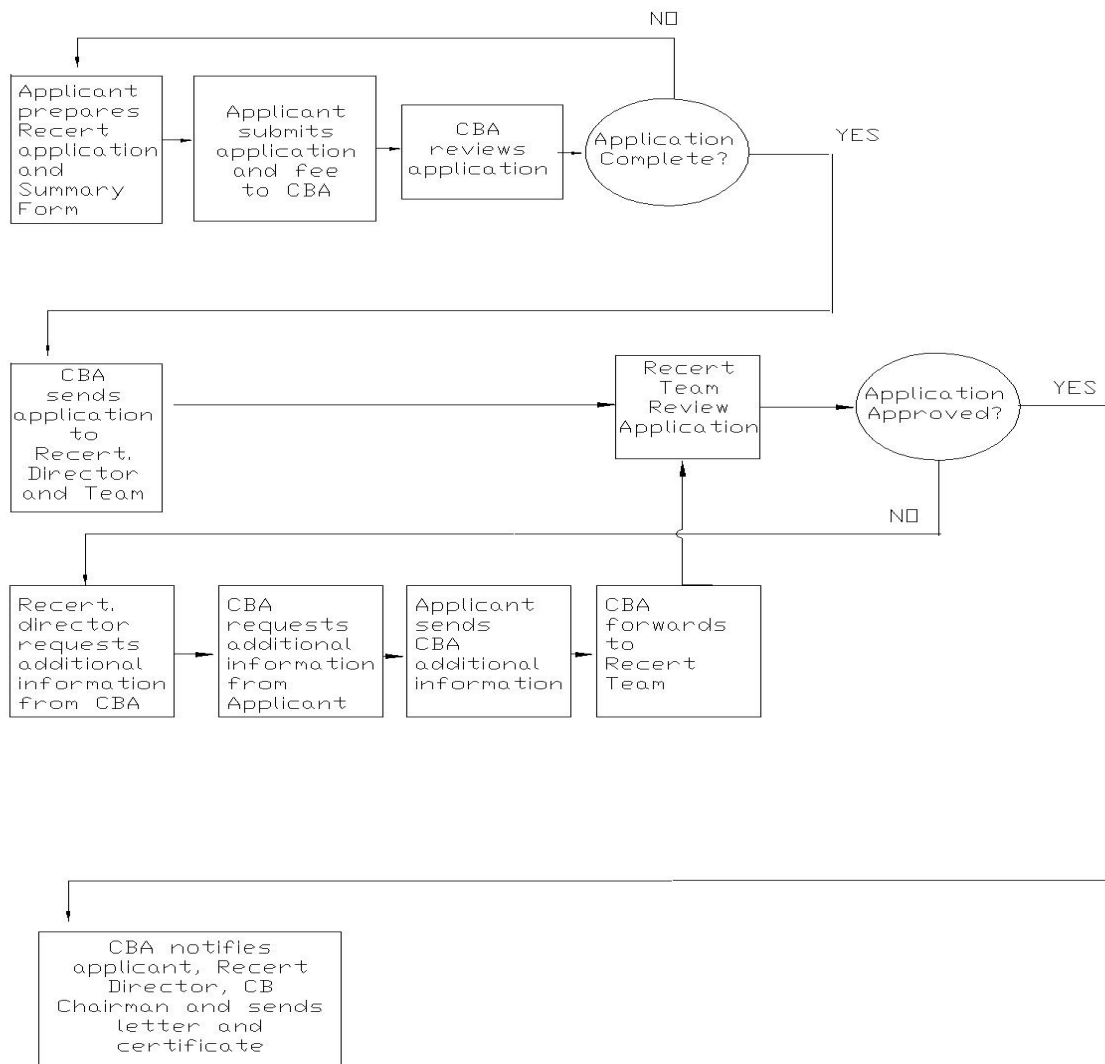 NO
Applicant
prepares
Recert
application
and
Summary
Form
Applicant
submits
application
and fee
to CBA
CBA
reviews
application
Application
Complete?
YES
CBA
sends
application
to
Recert.
Director
and Team
Recert
Team
Review
Application
Application
Approved?
YES
NO
Recert.
director
requests
additional
information
from CBA
CBA
requests
additional
information
from
Applicant
Applicant
sends
CBA
additional
information
CBA
forwards
to
Recert
Team
CBA notifies
applicant, Recert
Director, CB
Chairman and sends
letter and
certificate